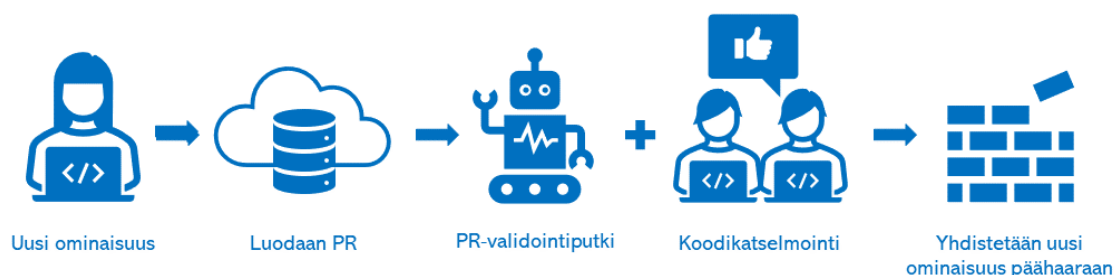 </>
</>
</>
Uusi ominaisuus
Luodaan PR
PR-validointiputki
Koodikatselmointi
Yhdistetään uusi
ominaisuus päähaaraan